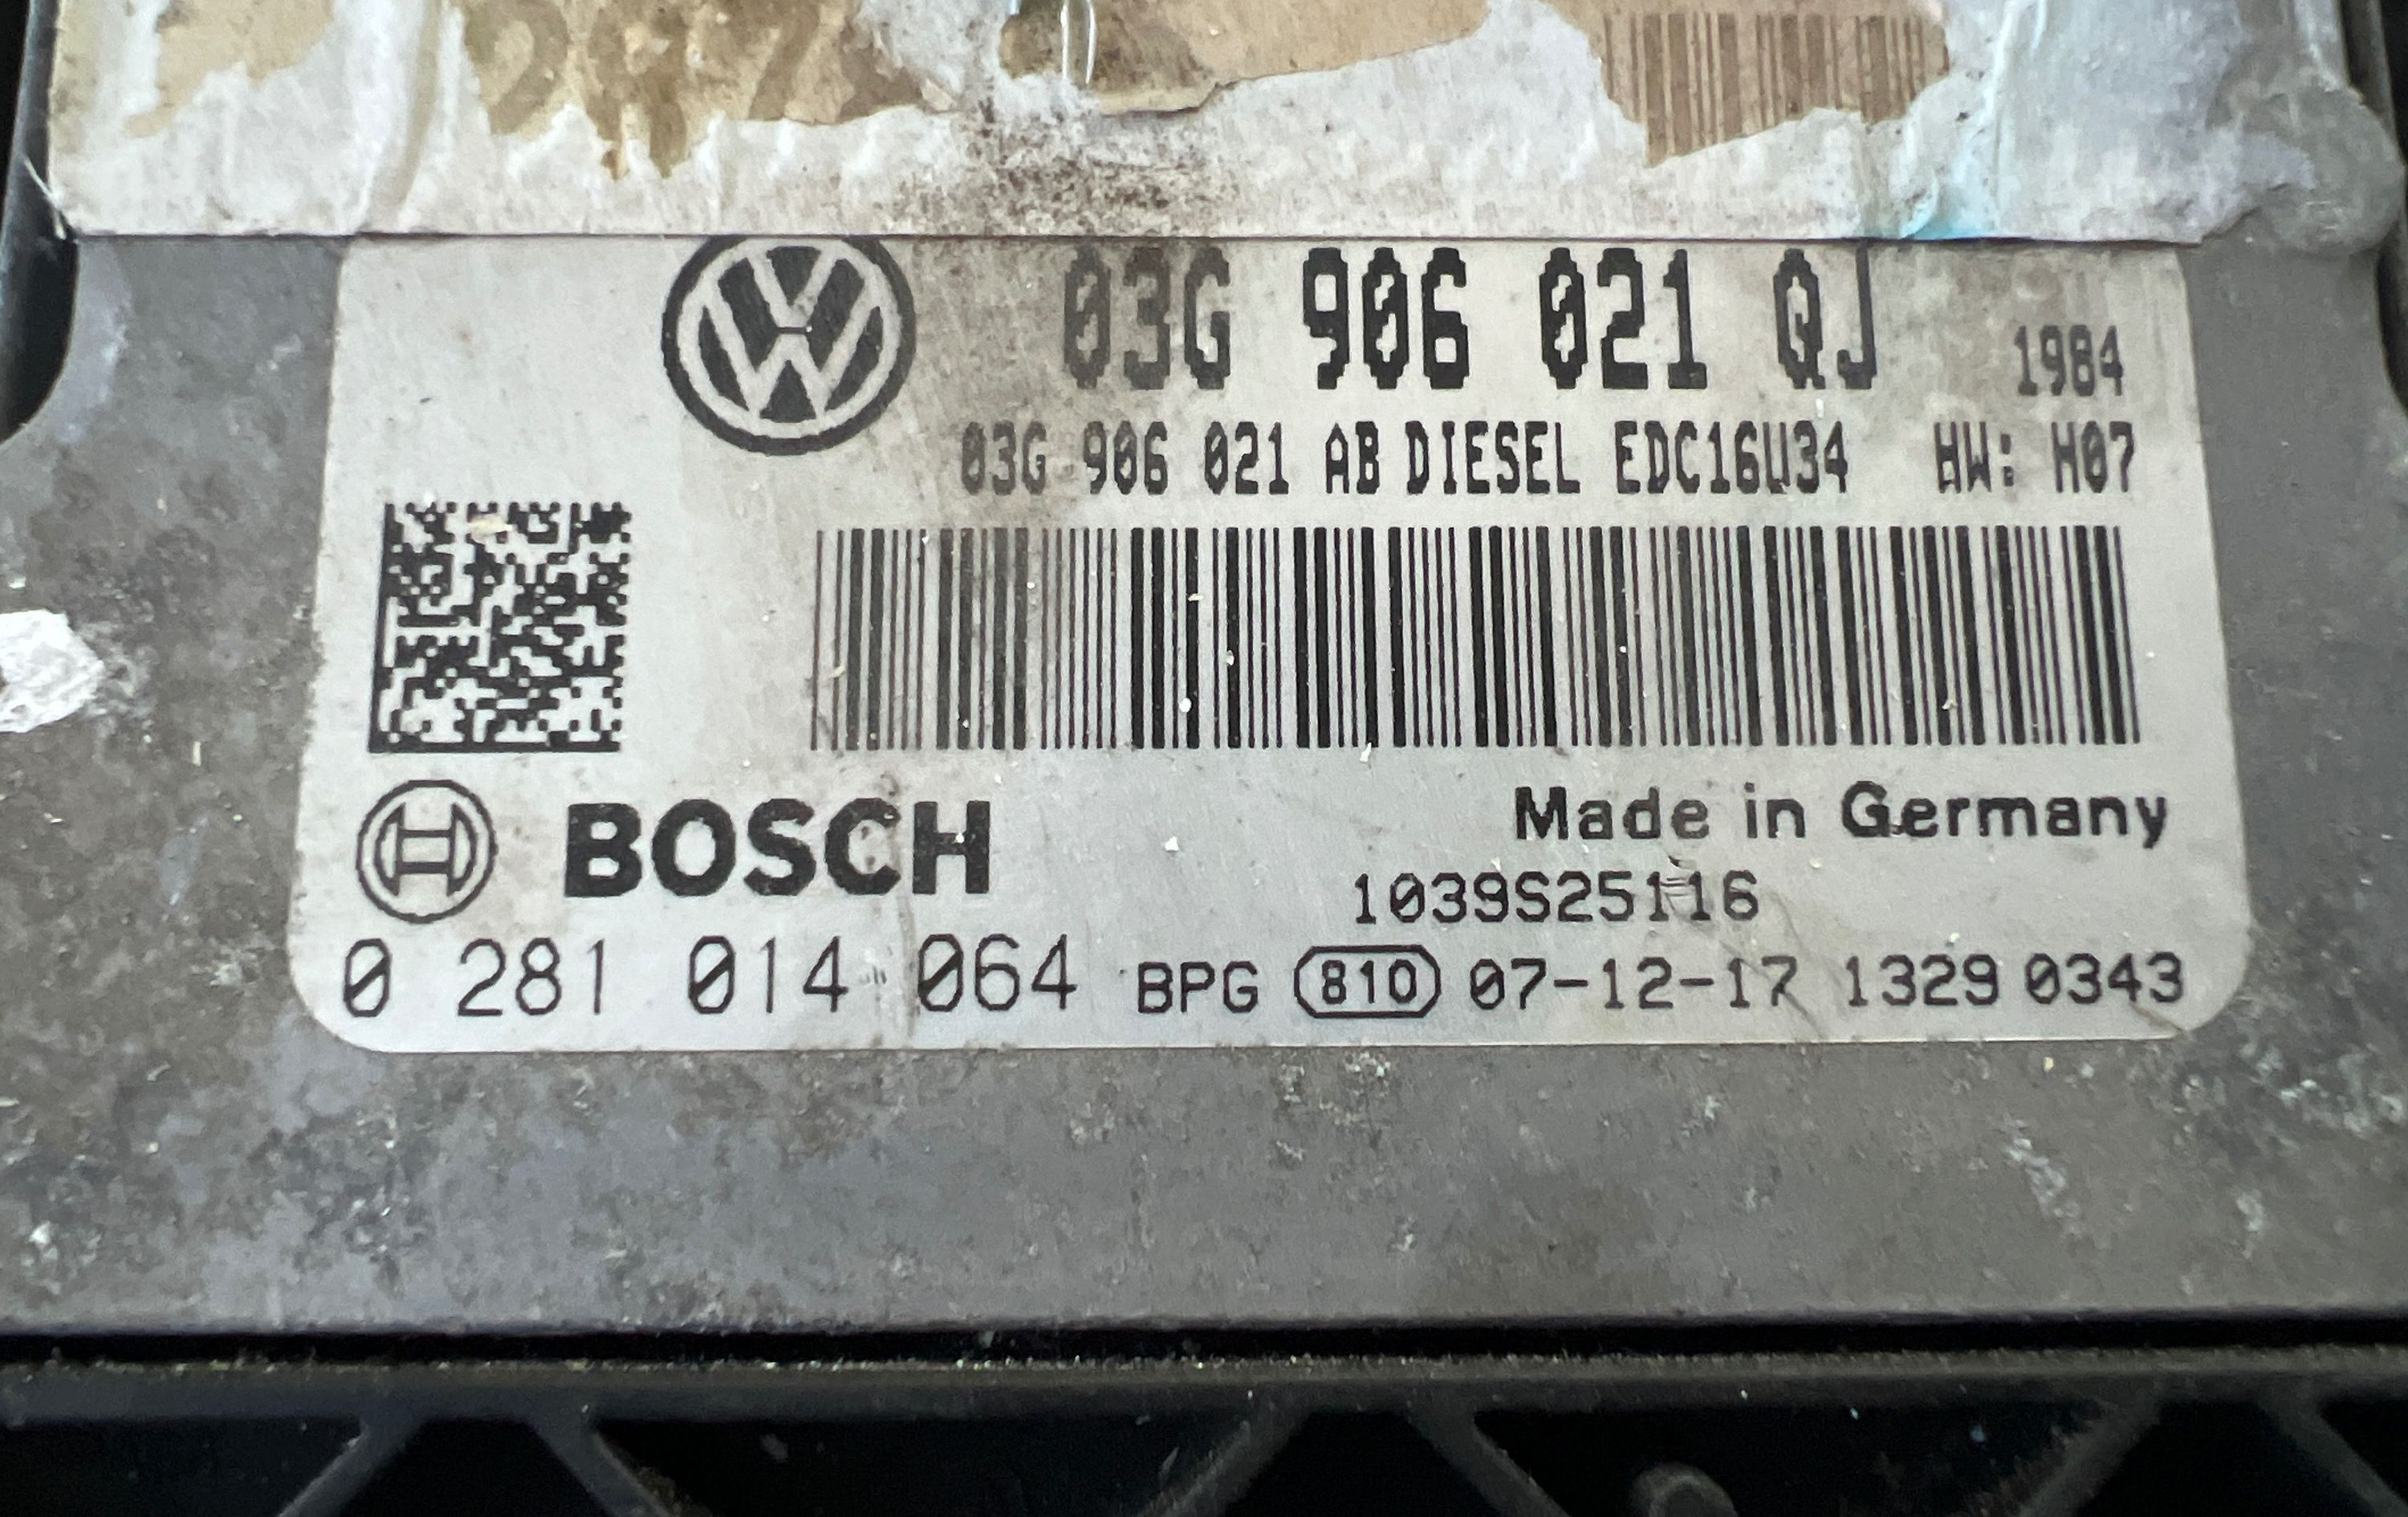 03G 906 021 QJ 1984
03G 906 021 AB DIESEL EDC16U34 HW: H07
BOSCH
Made in Germany
1039S25116
0 281 014 064 BPG 810 07-12-17 1329 0343